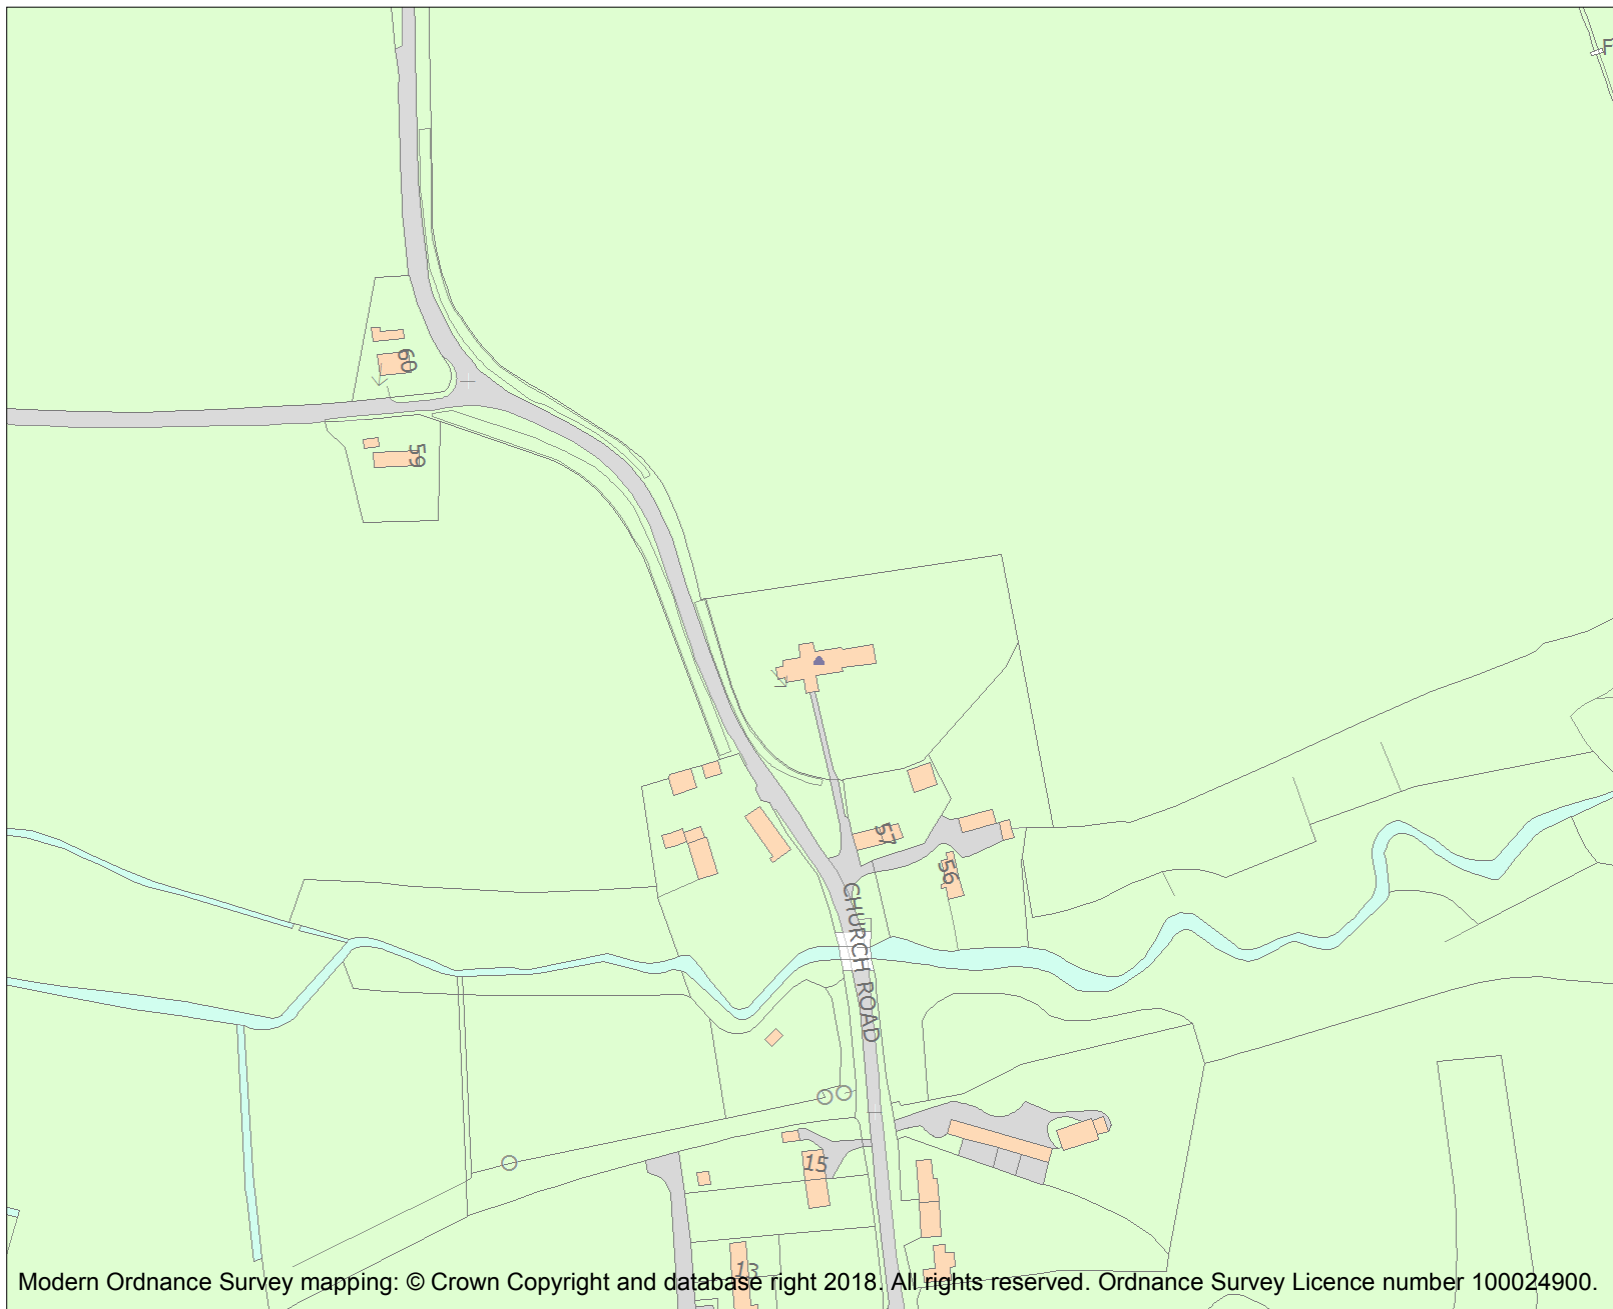 F
60
59
57
56
CHURCH ROAD
15
13
Modern Ordnance Survey mapping: © Crown Copyright and database right 2018. All rights reserved. Ordnance Survey Licence number 100024900.